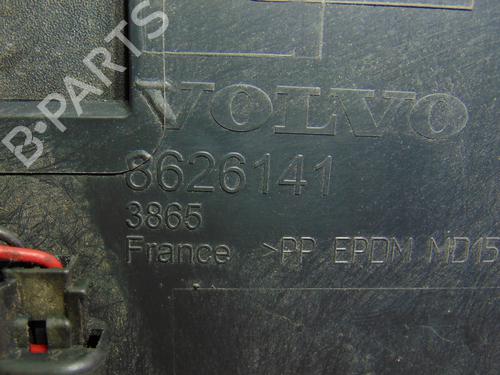 B-PARTS
VOLVO
8626141
3865
France >PP EPDM MD15